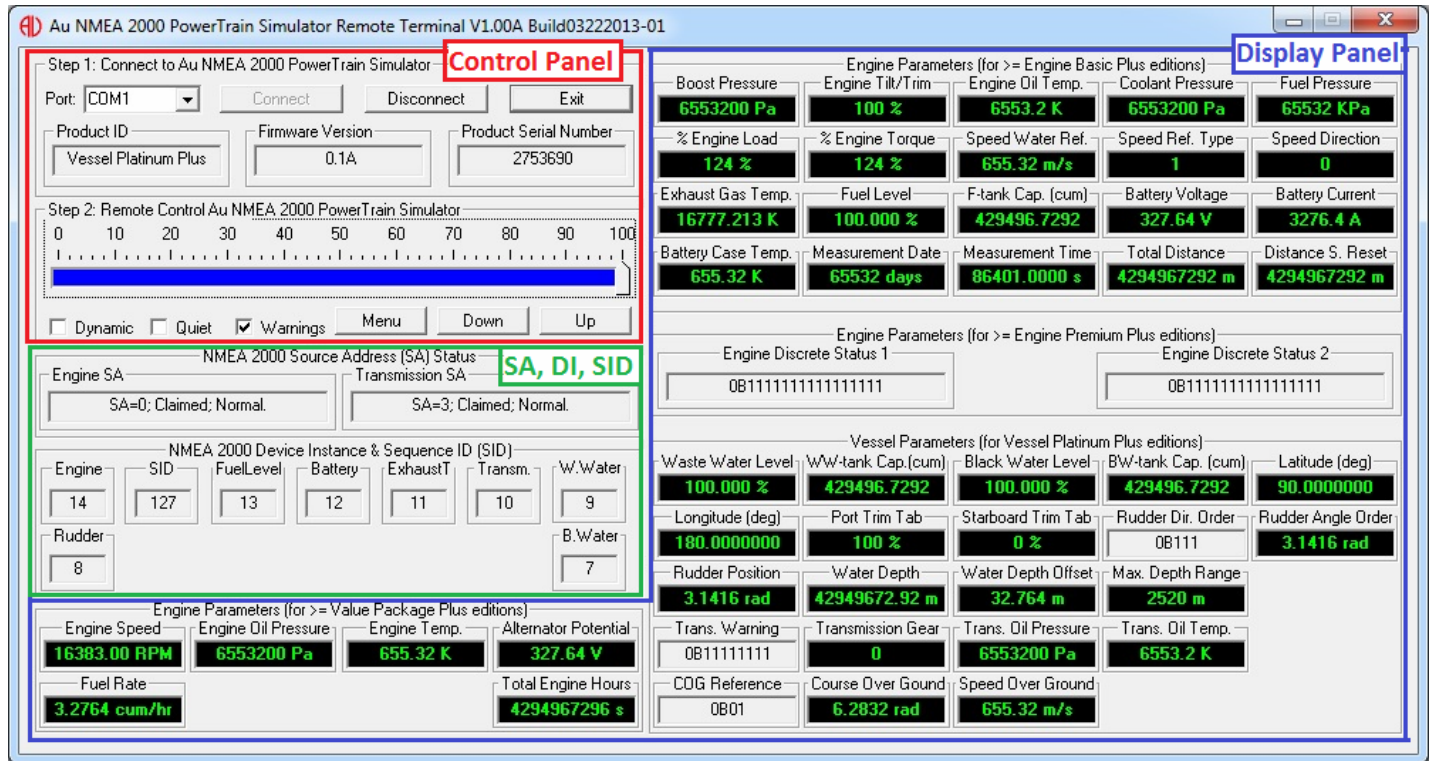 Au NMEA 2000 PowerTrain Simulator Remote Terminal V1.00A Build03222013-01
Control Panel
Step 1: Connect to Au NMEA 2000 PowerTrain Simulator
Port: COM1 Connect Disconnect Exit
Product ID Firmware Version Product Serial Number
Vessel Platinum Plus 0.1A 2753690
Step 2: Remote Control Au NMEA 2000 PowerTrain Simulator
0 10 20 30 40 50 60 70 80 90 100
Dynamic Quiet Warnings Menu Down Up
SA, DI, SID
NMEA 2000 Source Address (SA) Status
Engine SA Transmission SA
SA=0; Claimed; Normal. SA=3; Claimed; Normal.
NMEA 2000 Device Instance & Sequence ID (SID)
Engine SID FuelLevel Battery ExhaustT Transm. W.Water
14 127 13 12 11 10 9
Rudder B.Water
8 7
Engine Parameters (for >= Value Package Plus editions)
Engine Speed Engine Oil Pressure Engine Temp. Alternator Potential
16383.00 RPM 6553200 Pa 655.32 K 327.64 V
Fuel Rate Total Engine Hours
3.2764 cum/hr 4294967296 s
Display Panel
Engine Parameters (for >= Engine Basic Plus editions)
Boost Pressure Engine Tilt/Trim Engine Oil Temp. Coolant Pressure Fuel Pressure
6553200 Pa 100 % 6553.2 K 6553200 Pa 65532 KPa
% Engine Load % Engine Torque Speed Water Ref. Speed Ref. Type Speed Direction
124 % 124 % 655.32 m/s 1 0
Exhaust Gas Temp. Fuel Level F-tank Cap. (cum) Battery Voltage Battery Current
16777.213 K 100.000 % 429496.7292 327.64 V 3276.4 A
Battery Case Temp. Measurement Date Measurement Time Total Distance Distance S. Reset
655.32 K 65532 days 86401.0000 s 4294967292 m 4294967292 m
Engine Parameters (for >= Engine Premium Plus editions)
Engine Discrete Status 1 Engine Discrete Status 2
0B1111111111111111 0B1111111111111111
Vessel Parameters (for Vessel Platinum Plus editions)
Waste Water Level WW-tank Cap.(cum) Black Water Level BW-tank Cap. (cum) Latitude (deg)
100.000 % 429496.7292 100.000 % 429496.7292 90.0000000
Longitude (deg) Port Trim Tab Starboard Trim Tab Rudder Dir. Order Rudder Angle Order
180.0000000 100 % 0 % 0B111 3.1416 rad
Rudder Position Water Depth Water Depth Offset Max. Depth Range
3.1416 rad 42949672.92 m 32.764 m 2520 m
Trans. Warning Transmission Gear Trans. Oil Pressure Trans. Oil Temp.
0B11111111 0 6553200 Pa 6553.2 K
COG Reference Course Over Gound Speed Over Ground
0B01 6.2832 rad 655.32 m/s